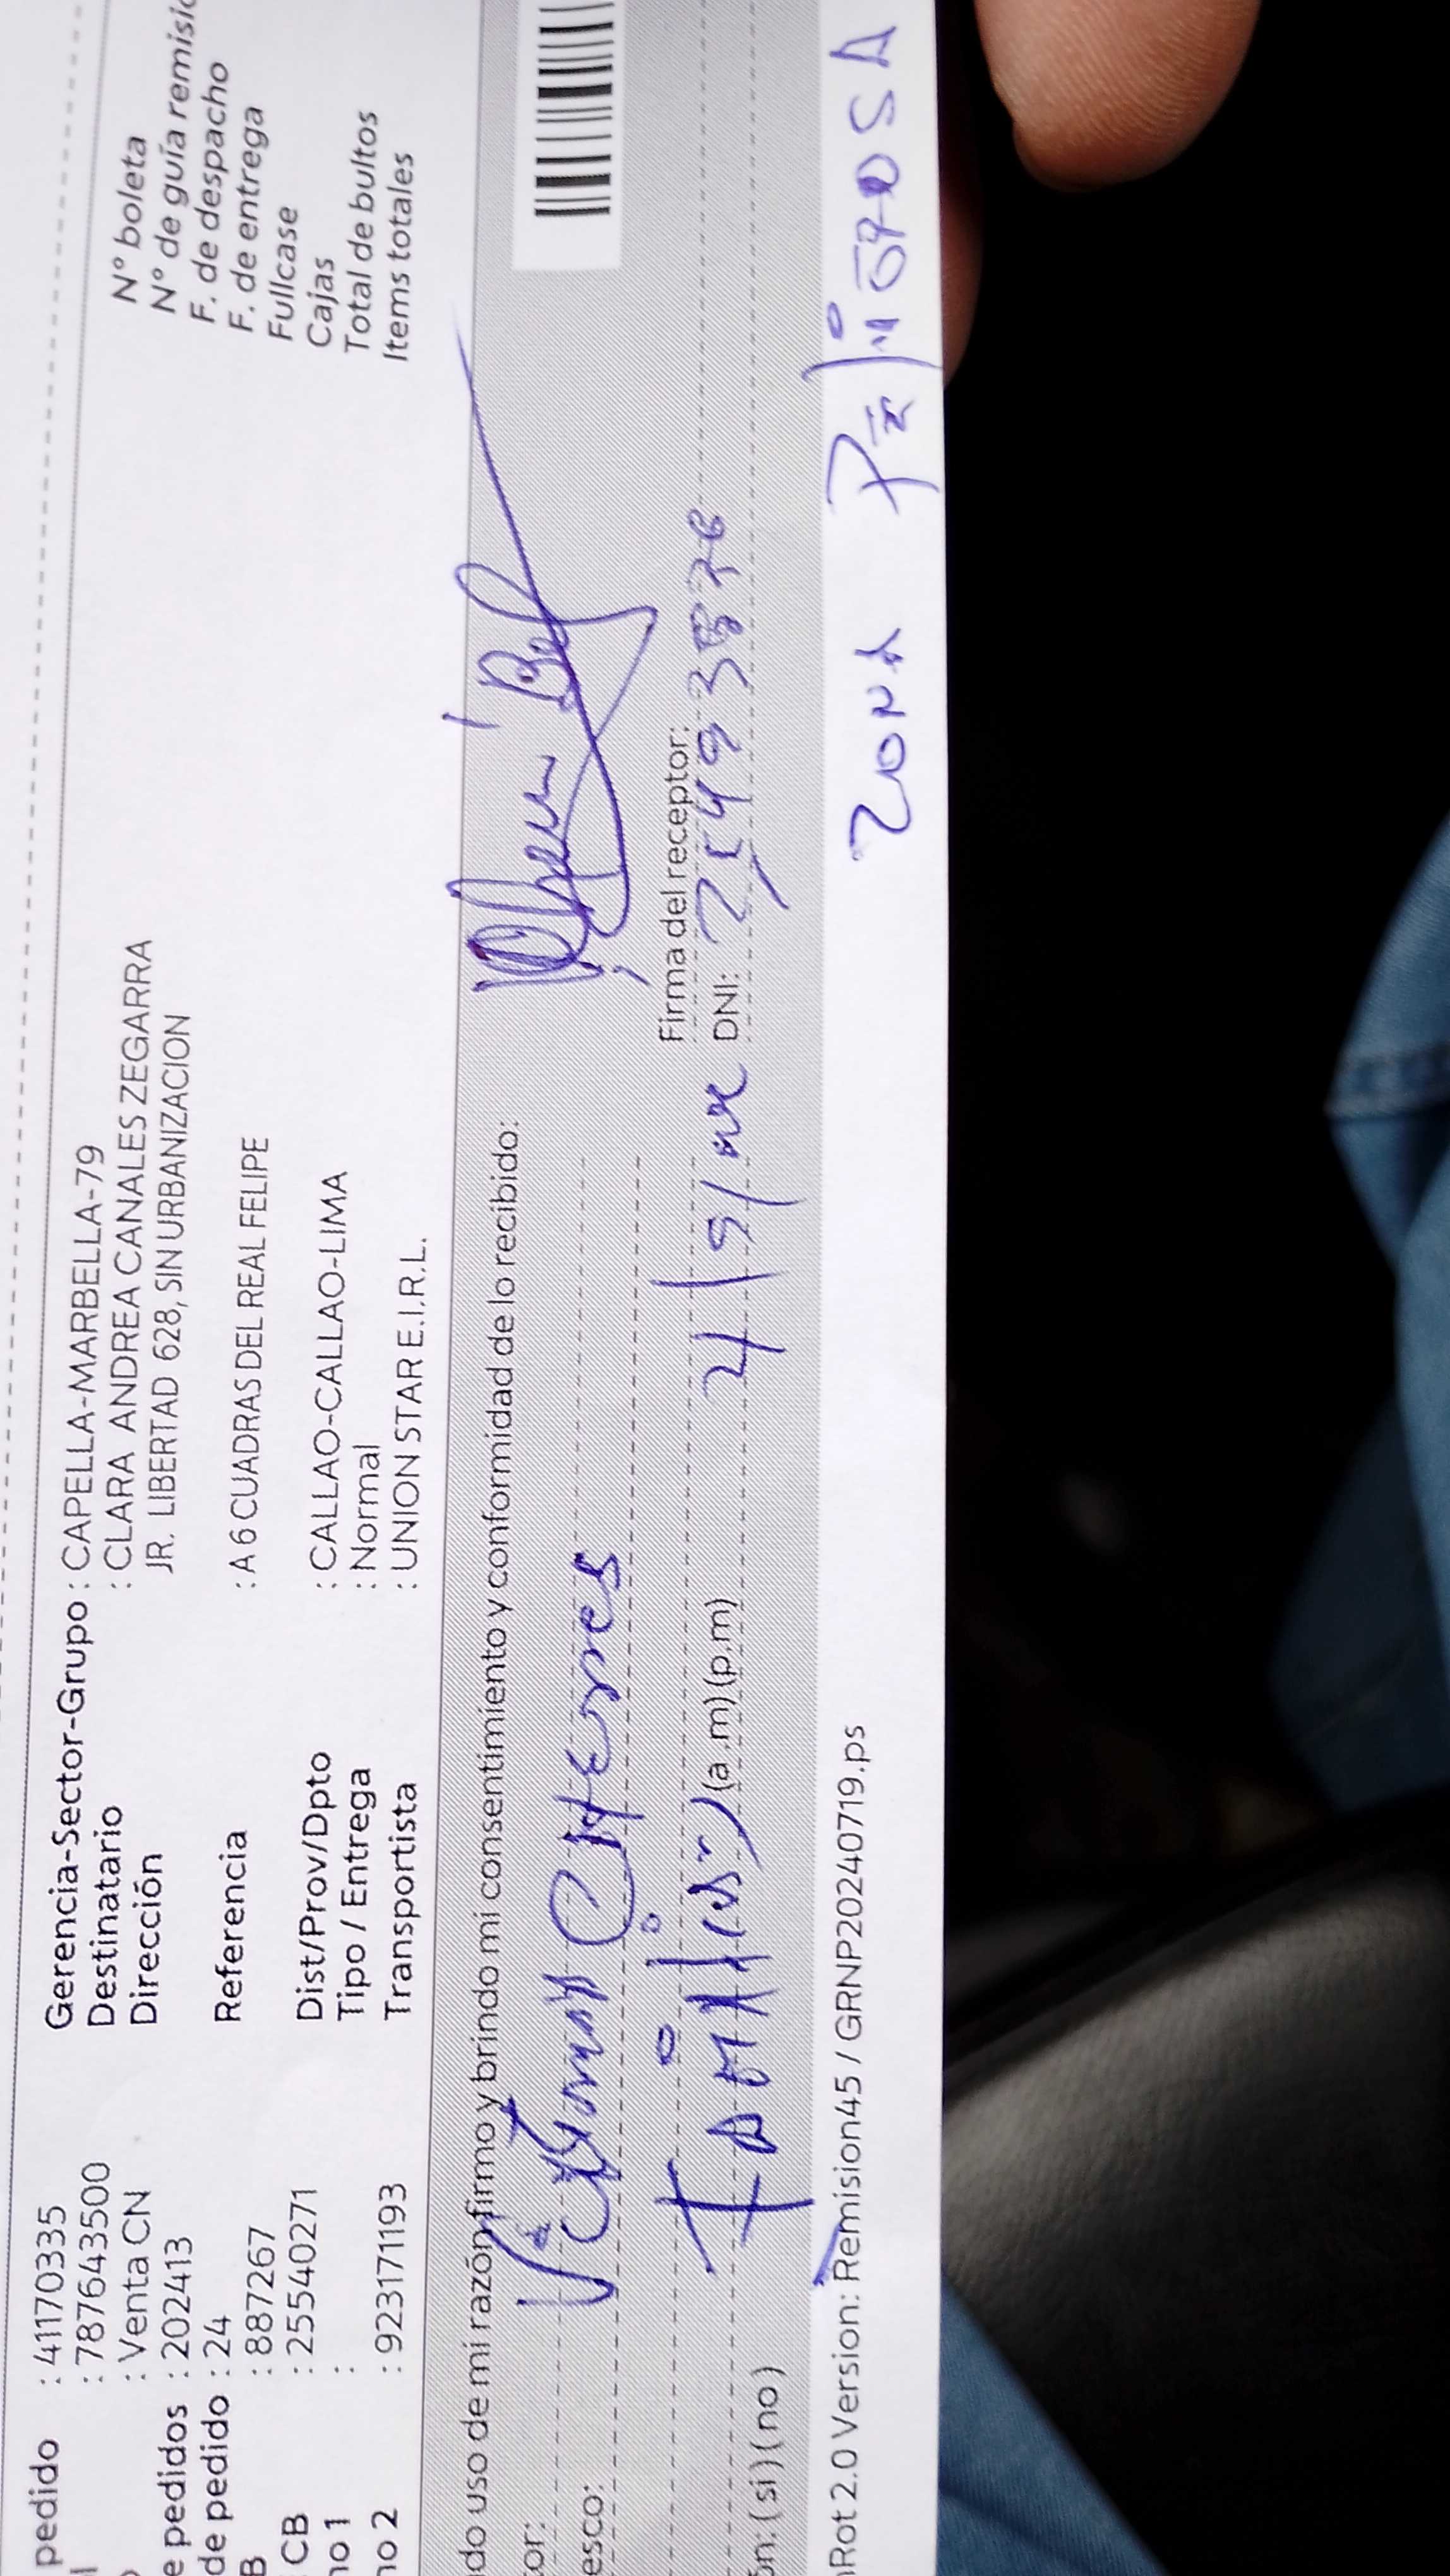 pedido : 41170335
: 787643500
: Venta CN
e pedidos : 202413
de pedido : 24
B : 887267
CB : 25540271
no 1 :
no 2 : 923171193
Gerencia-Sector-Grupo : CAPELLA-MARBELLA-79
Destinatario : CLARA ANDREA CANALES ZEGARRA
Dirección JR. LIBERTAD 628, SIN URBANIZACION
Referencia : A 6 CUADRAS DEL REAL FELIPE
Dist/Prov/Dpto : CALLAO-CALLAO-LIMA
Tipo / Entrega : Normal
Transportista : UNION STAR E.I.R.L.
N° boleta
N° de guía remisió
F. de despacho
F. de entrega
Fullcase
Cajas
Total de bultos
Items totales
do uso de mi razón firmo y brindo mi consentimiento y conformidad de lo recibido:
tor:
esco:
Firma del receptor:
(a .m) (p.m)
DNI:
ón: (si) (no)
ZONA
Rot 2.0 Version: Remision45 / GRNP20240719.ps